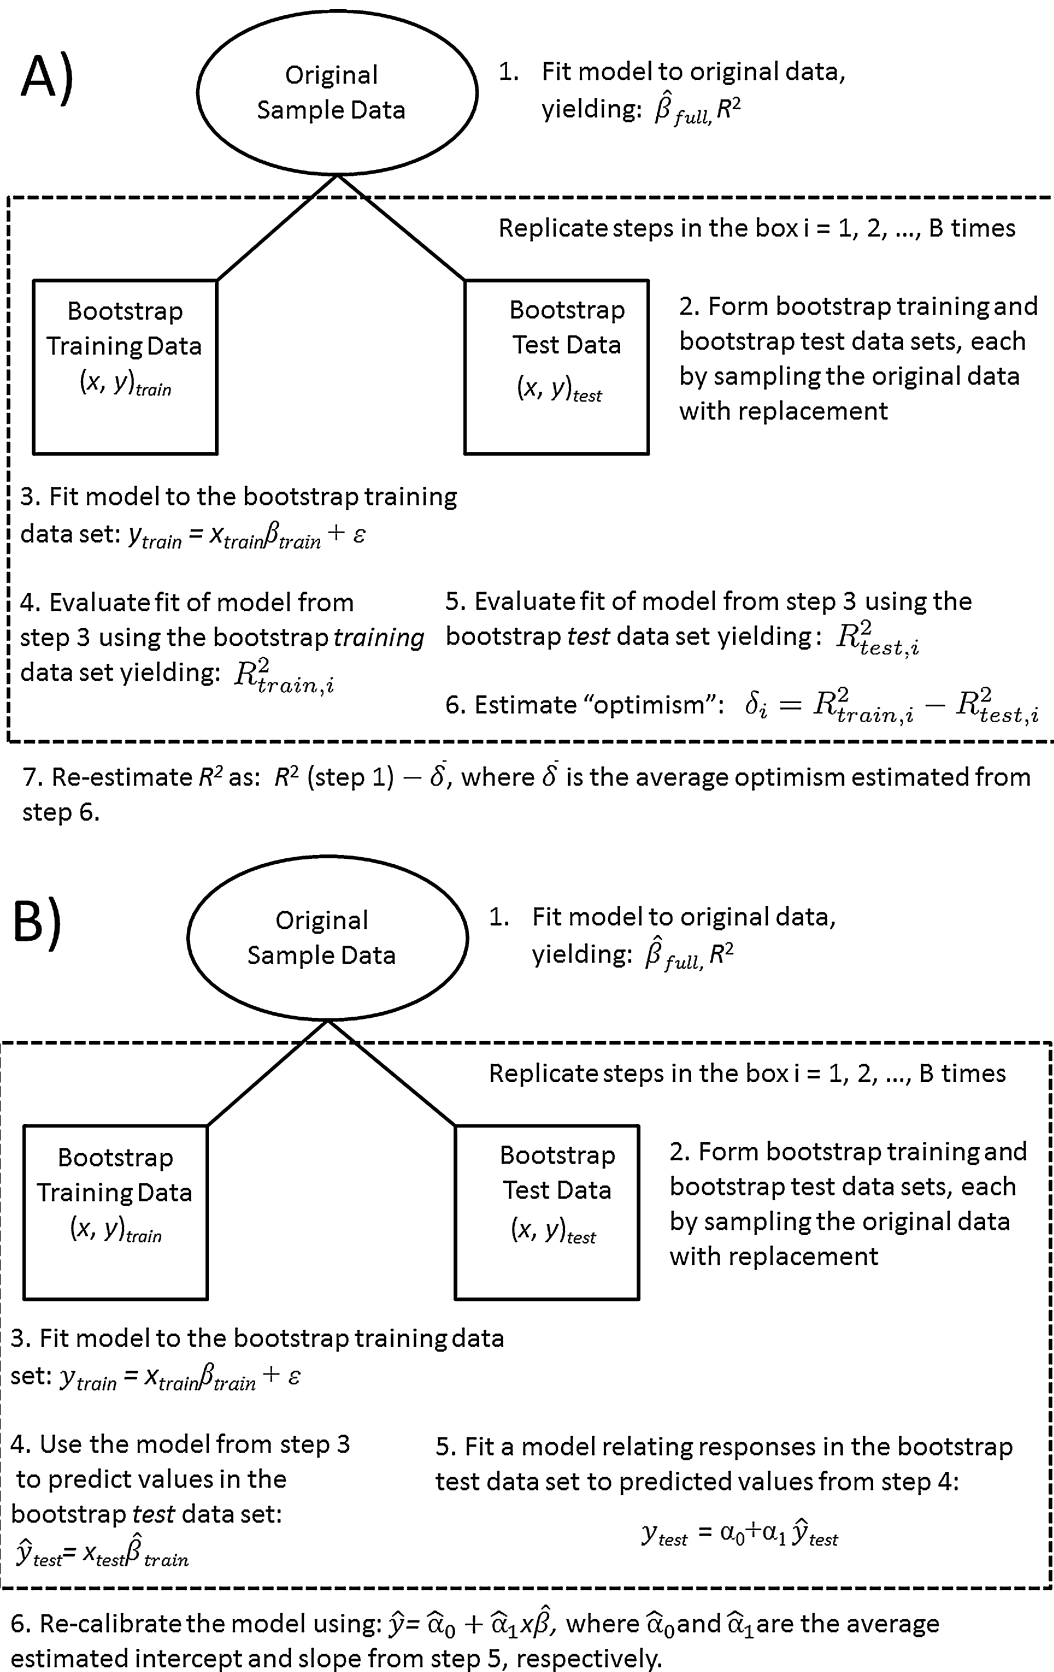 A)
Original
Sample Data
1. Fit model to original data,
yielding: β̂ full, R²
Replicate steps in the box i = 1, 2, ..., B times
Bootstrap
Training Data
(x, y)train
Bootstrap
Test Data
(x, y)test
2. Form bootstrap training and
bootstrap test data sets, each
by sampling the original data
with replacement
3. Fit model to the bootstrap training
data set: ytrain = xtrainβtrain + ε
4. Evaluate fit of model from
step 3 using the bootstrap training
data set yielding: R²train,i
5. Evaluate fit of model from step 3 using the
bootstrap test data set yielding: R²test,i
6. Estimate “optimism”: δi = R²train,i − R²test,i
7. Re-estimate R² as: R² (step 1) − δ̄, where δ̄ is the average optimism estimated from
step 6.
B)
Original
Sample Data
1. Fit model to original data,
yielding: β̂ full, R²
Replicate steps in the box i = 1, 2, ..., B times
Bootstrap
Training Data
(x, y)train
Bootstrap
Test Data
(x, y)test
2. Form bootstrap training and
bootstrap test data sets, each
by sampling the original data
with replacement
3. Fit model to the bootstrap training data
set: ytrain = xtrainβtrain + ε
4. Use the model from step 3
to predict values in the
bootstrap test data set:
ŷtest= xtestβ̂train
5. Fit a model relating responses in the bootstrap
test data set to predicted values from step 4:
ytest = α0+α1 ŷtest
6. Re-calibrate the model using: ŷ= α̂0 + α̂1xβ̂, where α̂0and α̂1are the average
estimated intercept and slope from step 5, respectively.